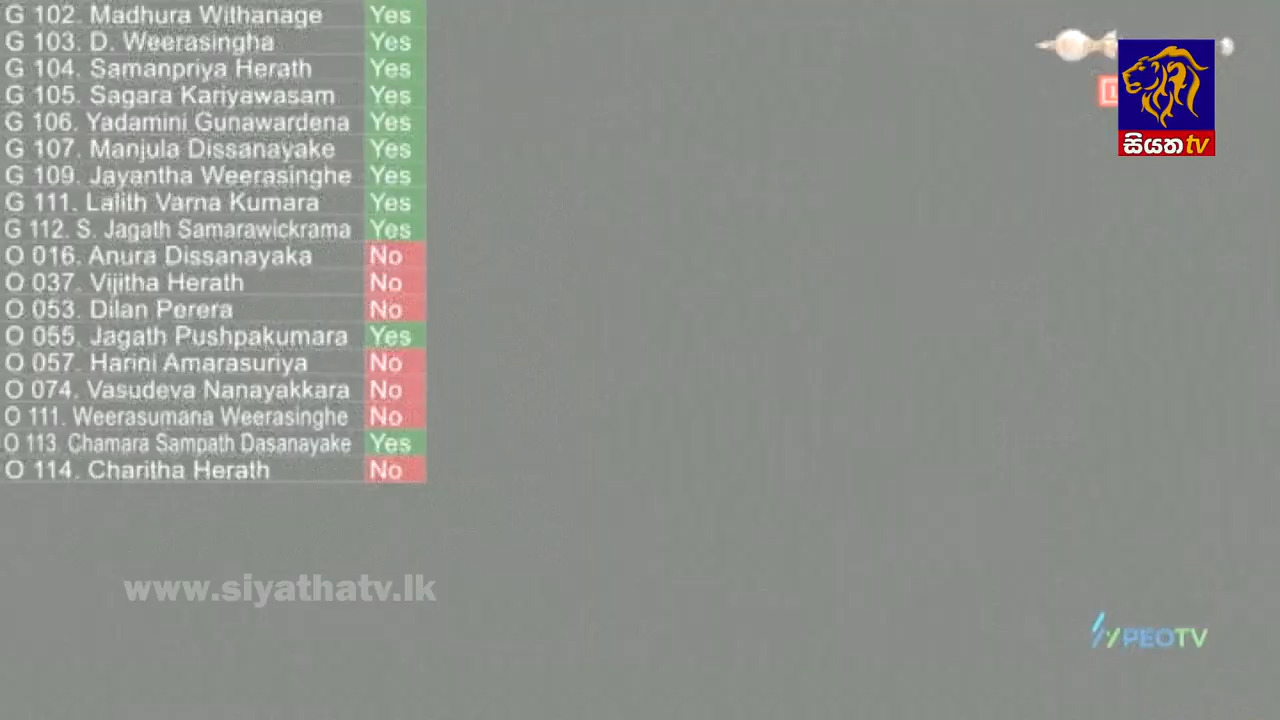 G 102. Madhura Withanage Yes
G 103. D. Weerasingha Yes
G 104. Samanpriya Herath Yes
G 105. Sagara Kariyawasam Yes
G 106. Yadamini Gunawardena Yes
G 107. Manjula Dissanayake Yes
G 109. Jayantha Weerasinghe Yes
G 111. Lalith Varna Kumara Yes
G 112. S. Jagath Samarawickrama Yes
O 016. Anura Dissanayaka No
O 037. Vijitha Herath No
O 053. Dilan Perera No
O 055. Jagath Pushpakumara Yes
O 057. Harini Amarasuriya No
O 074. Vasudeva Nanayakkara No
O 111. Weerasumana Weerasinghe No
O 113. Chamara Sampath Dasanayake Yes
O 114. Charitha Herath No
සියත tv
www.siyathatv.lk
PEOTV